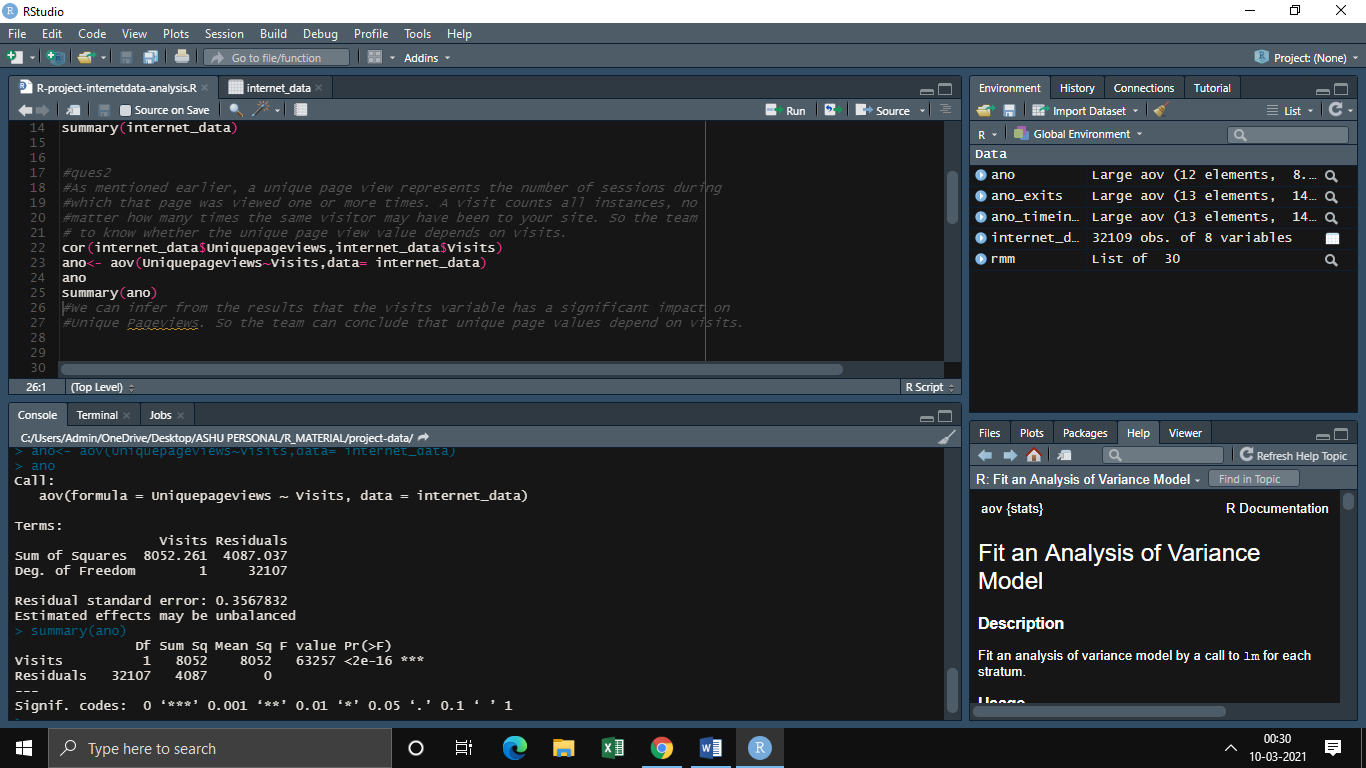 RStudio
File Edit Code View Plots Session Build Debug Profile Tools Help
Go to file/function Addins Project: (None)
R-project-internetdata-analysis.R internet_data
Source on Save Run Source
14 summary(internet_data)
15
16
17 #ques2
18 #As mentioned earlier, a unique page view represents the number of sessions during
19 #which that page was viewed one or more times. A visit counts all instances, no
20 #matter how many times the same visitor may have been to your site. So the team
21 # to know whether the unique page view value depends on visits.
22 cor(internet_data$Uniquepageviews,internet_data$Visits)
23 ano<- aov(Uniquepageviews~Visits,data= internet_data)
24 ano
25 summary(ano)
26 #We can infer from the results that the visits variable has a significant impact on
27 #Unique Pageviews. So the team can conclude that unique page values depend on visits.
28
29
30
26:1 (Top Level) R Script
Console Terminal Jobs
C:/Users/Admin/OneDrive/Desktop/ASHU PERSONAL/R_MATERIAL/project-data/
> ano<- aov(Uniquepageviews~Visits,data= internet_data)
> ano
Call:
aov(formula = Uniquepageviews ~ Visits, data = internet_data)
Terms:
Visits Residuals
Sum of Squares 8052.261 4087.037
Deg. of Freedom 1 32107
Residual standard error: 0.3567832
Estimated effects may be unbalanced
> summary(ano)
Df Sum Sq Mean Sq F value Pr(>F)
Visits 1 8052 8052 63257 <2e-16 ***
Residuals 32107 4087 0
---
Signif. codes: 0 ‘***’ 0.001 ‘**’ 0.01 ‘*’ 0.05 ‘.’ 0.1 ‘ ’ 1
Environment History Connections Tutorial
Import Dataset List
R Global Environment
Data
ano Large aov (12 elements, 8.…
ano_exits Large aov (13 elements, 14…
ano_timein… Large aov (13 elements, 14…
internet_d… 32109 obs. of 8 variables
rmm List of 30
Files Plots Packages Help Viewer
Refresh Help Topic
R: Fit an Analysis of Variance Model Find in Topic
aov {stats} R Documentation
Fit an Analysis of Variance
Model
Description
Fit an analysis of variance model by a call to lm for each
stratum.
Usage
Type here to search
00:30
10-03-2021